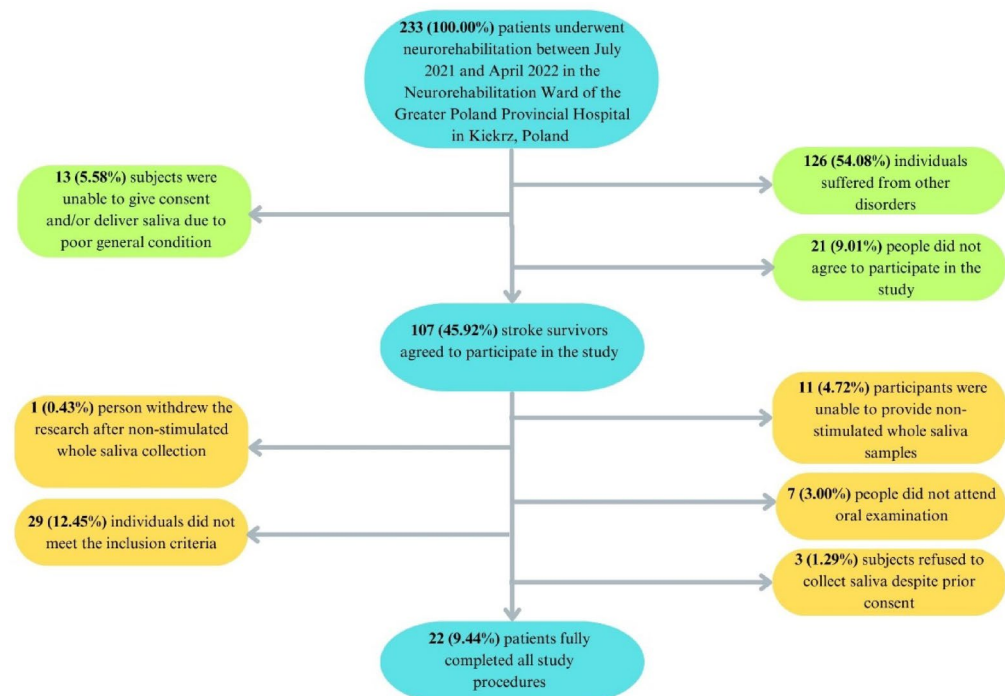 233 (100.00%) patients underwent
neurorehabilitation between July
2021 and April 2022 in the
Neurorehabilitation Ward of the
Greater Poland Provincial Hospital
in Kiekrz, Poland
13 (5.58%) subjects were
unable to give consent
and/or deliver saliva due to
poor general condition
126 (54.08%) individuals
suffered from other
disorders
21 (9.01%) people did not
agree to participate in the
study
107 (45.92%) stroke survivors
agreed to participate in the study
1 (0.43%) person withdrew the
research after non-stimulated
whole saliva collection
11 (4.72%) participants were
unable to provide non-
stimulated whole saliva
samples
29 (12.45%) individuals did not
meet the inclusion criteria
7 (3.00%) people did not attend
oral examination
3 (1.29%) subjects refused to
collect saliva despite prior
consent
22 (9.44%) patients fully
completed all study
procedures